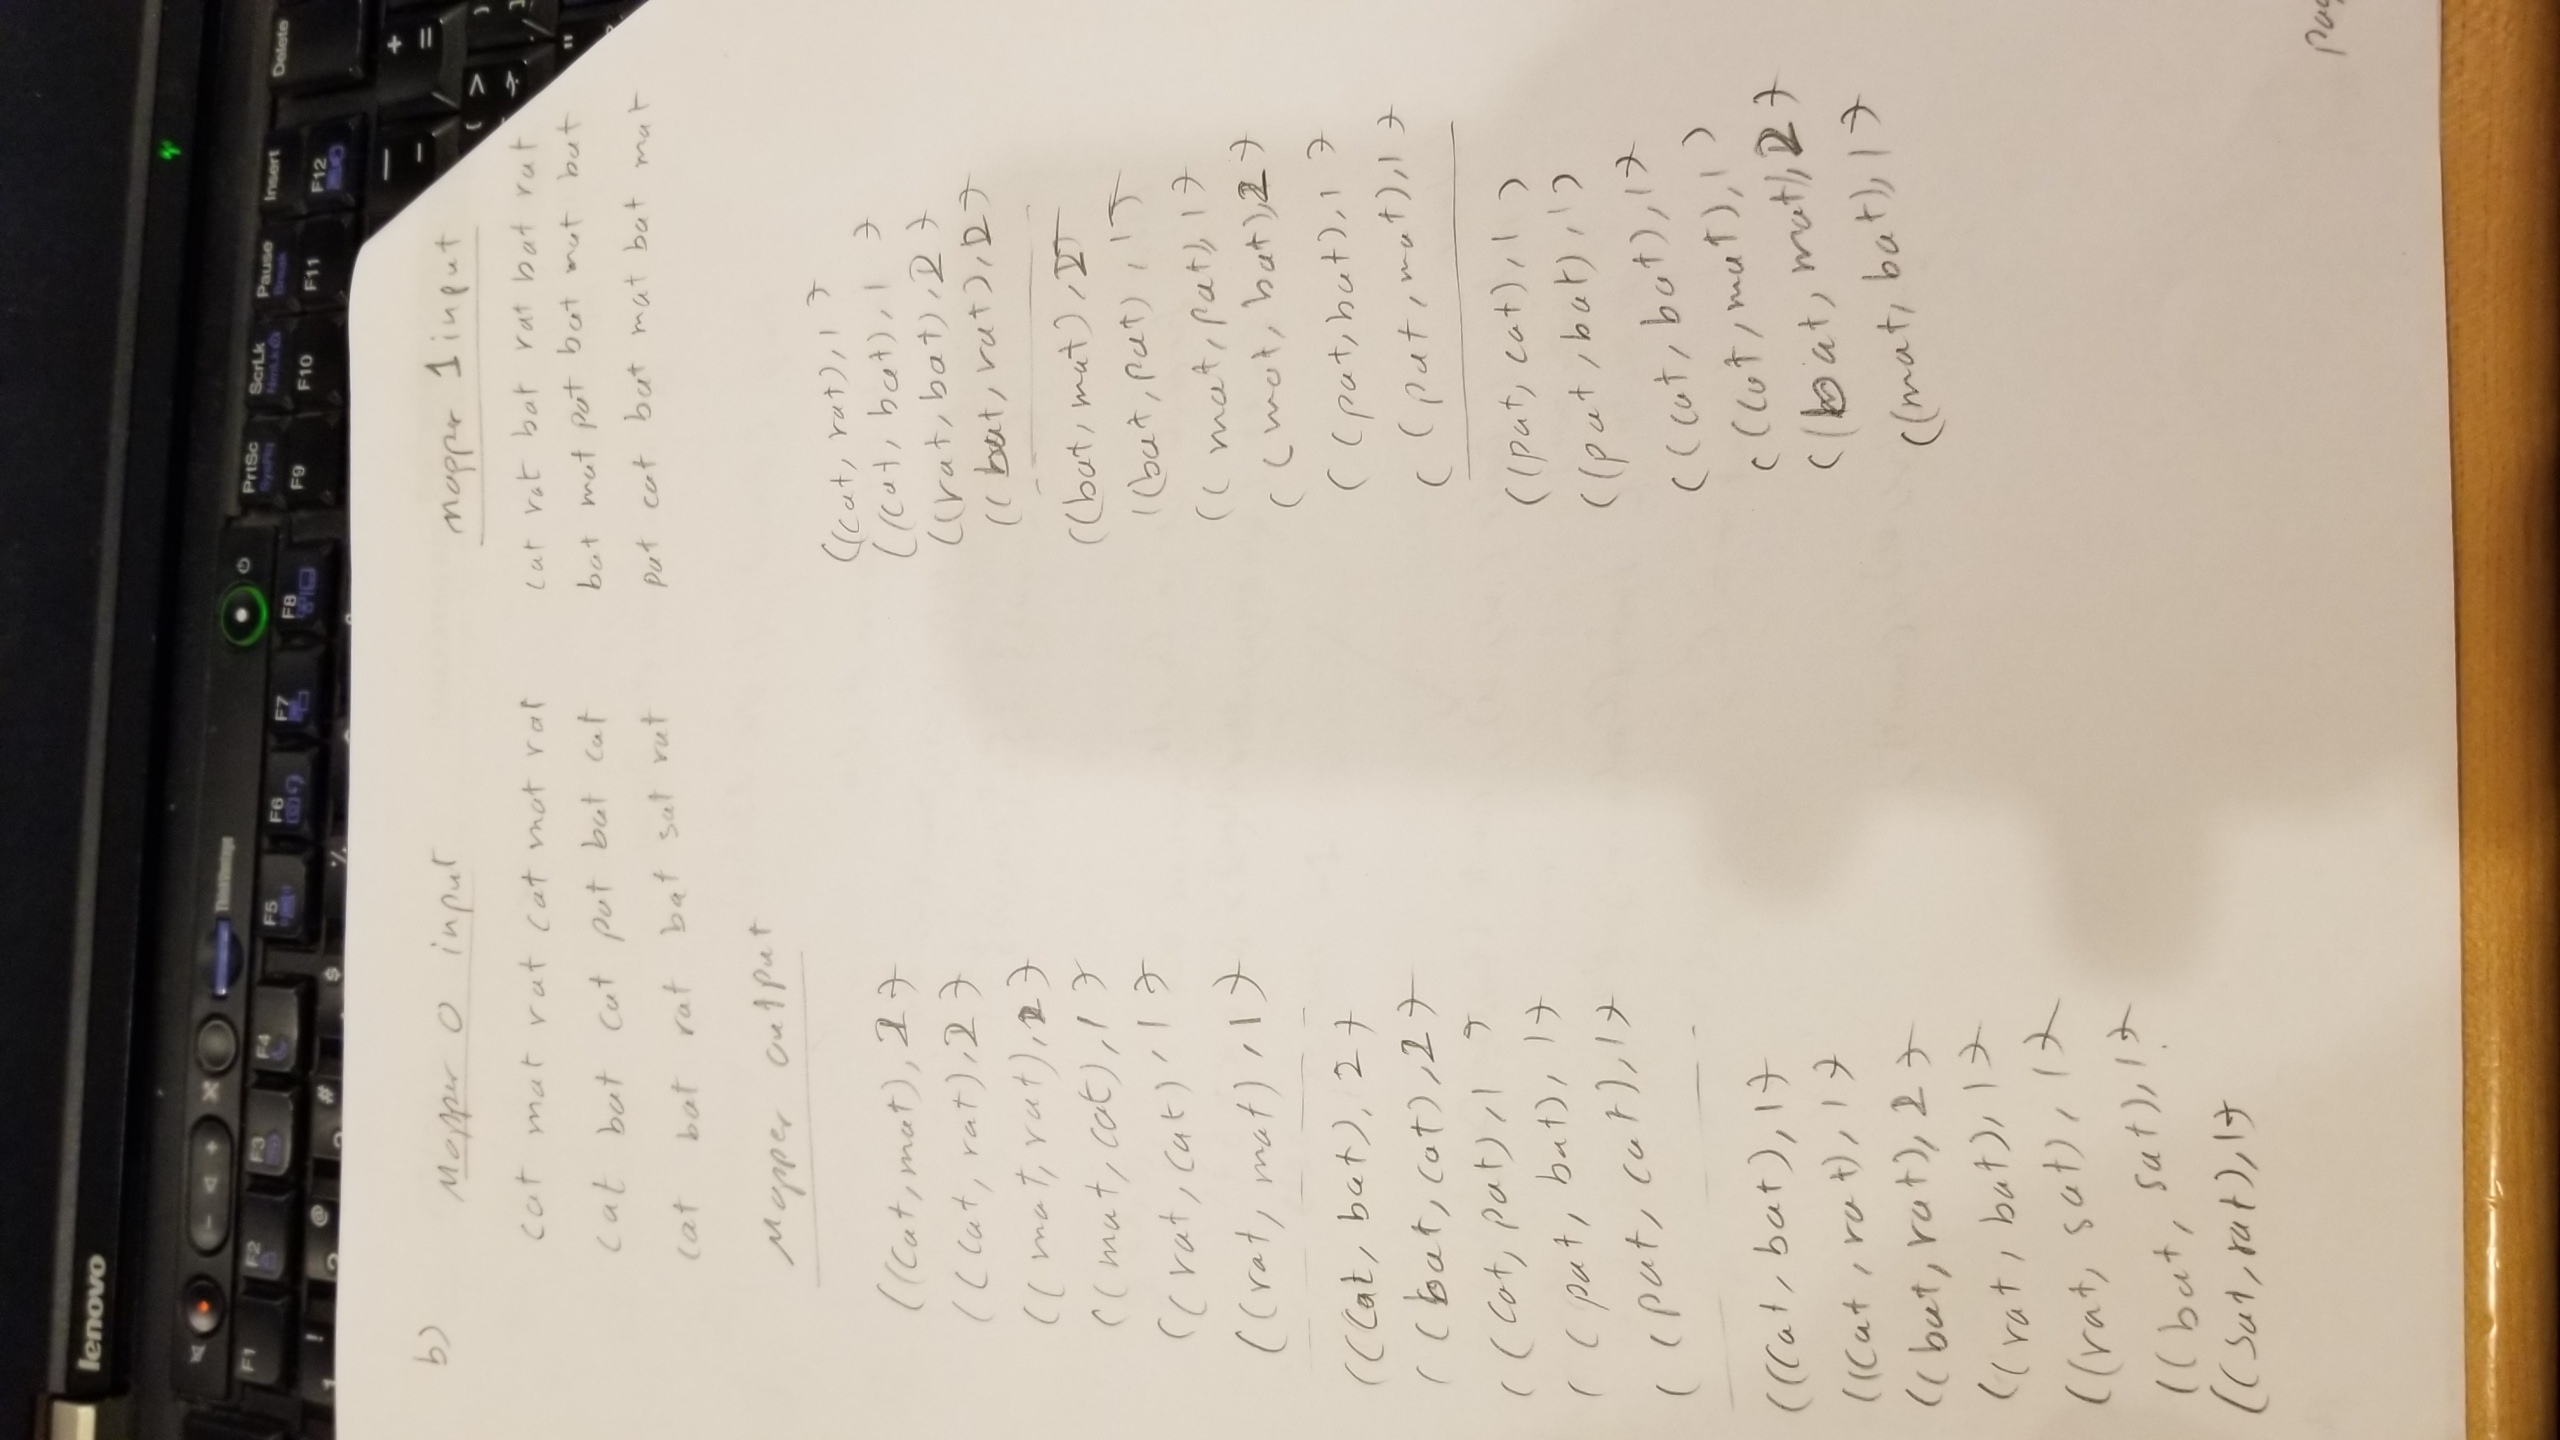 lenovo
ThinkVantage
F1 F2 F3 F4 F5 F6 F7 F8
PrtSc ScrLk Pause Insert Delete
SysRq NmLk Break
F9 F10 F11 F12
! @ # $ %
b)
Mapper 0 input
cat mat rat cat mat rat
cat bat cat pat bat cat
cat bat rat bat sat rat
mapper 1 input
cat rat bat rat bat rat
bat mat pat bat mat bat
pat cat bat mat bat mat
Mapper output
((cat, mat), 2)
((cat, rat), 2)
((mat, rat), 2)
((mat, cat), 1)
((rat, cat), 1)
((rat, mat), 1)
((cat, bat), 2)
((bat, cat), 2)
((cat, pat), 1)
((pat, bat), 1)
((pat, cat), 1)
((cat, bat), 1)
((cat, rat), 1)
((bat, rat), 2)
((rat, bat), 1)
((rat, sat), 1)
((bat, sat), 1)
((sat, rat), 1)
((cat, rat), 1)
((cat, bat), 1)
((rat, bat), 2)
((bat, rat), 2)
((bat, mat), 2)
((bat, pat), 1)
((mat, pat), 1)
((mat, bat), 2)
((pat, bat), 1)
((pat, mat), 1)
((pat, cat), 1)
((pat, bat), 1)
((cat, bat), 1)
((cat, mat), 1)
((bat, mat), 2)
((mat, bat), 1)